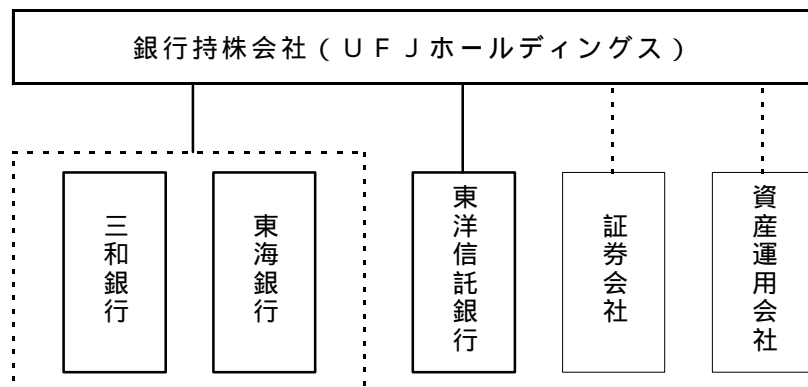 銀行持株会社（ＵＦＪホールディングス）
三和銀行
東海銀行
東洋信託銀行
証券会社
資産運用会社